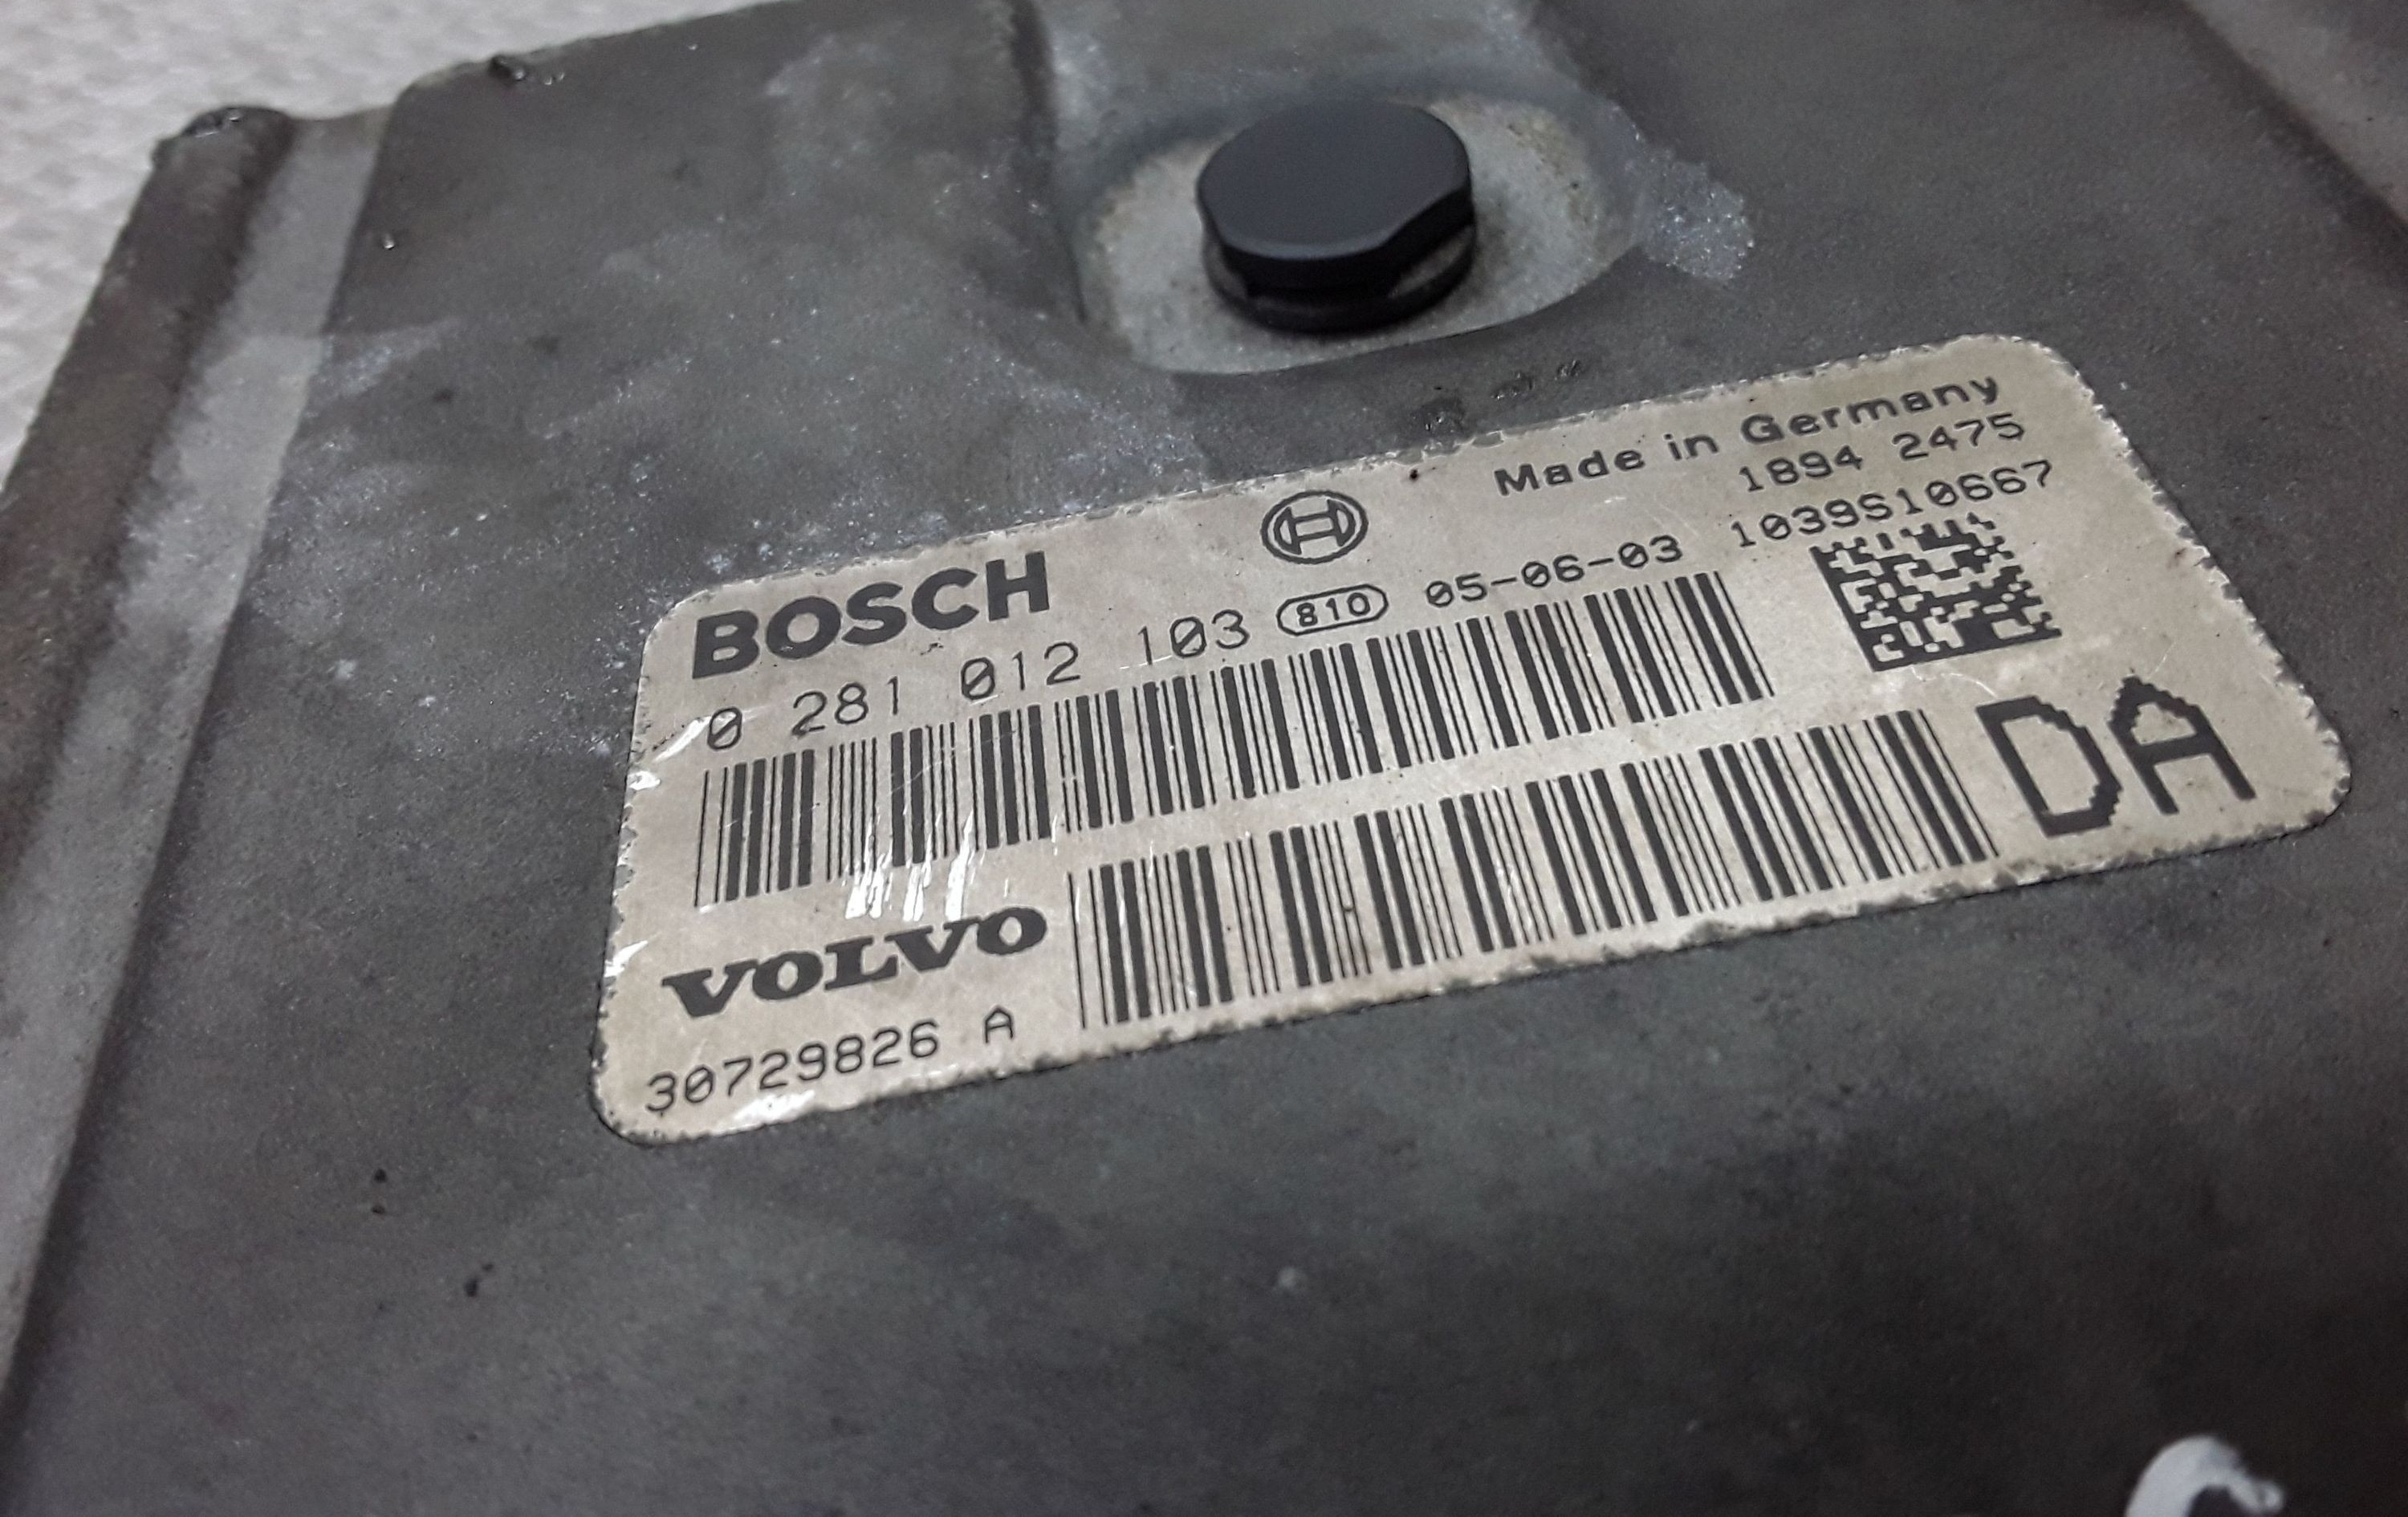 BOSCH
Made in Germany
1894 2475
0 281 012 103 810 05-06-03 1039S10667
DA
VOLVO
30729826 A